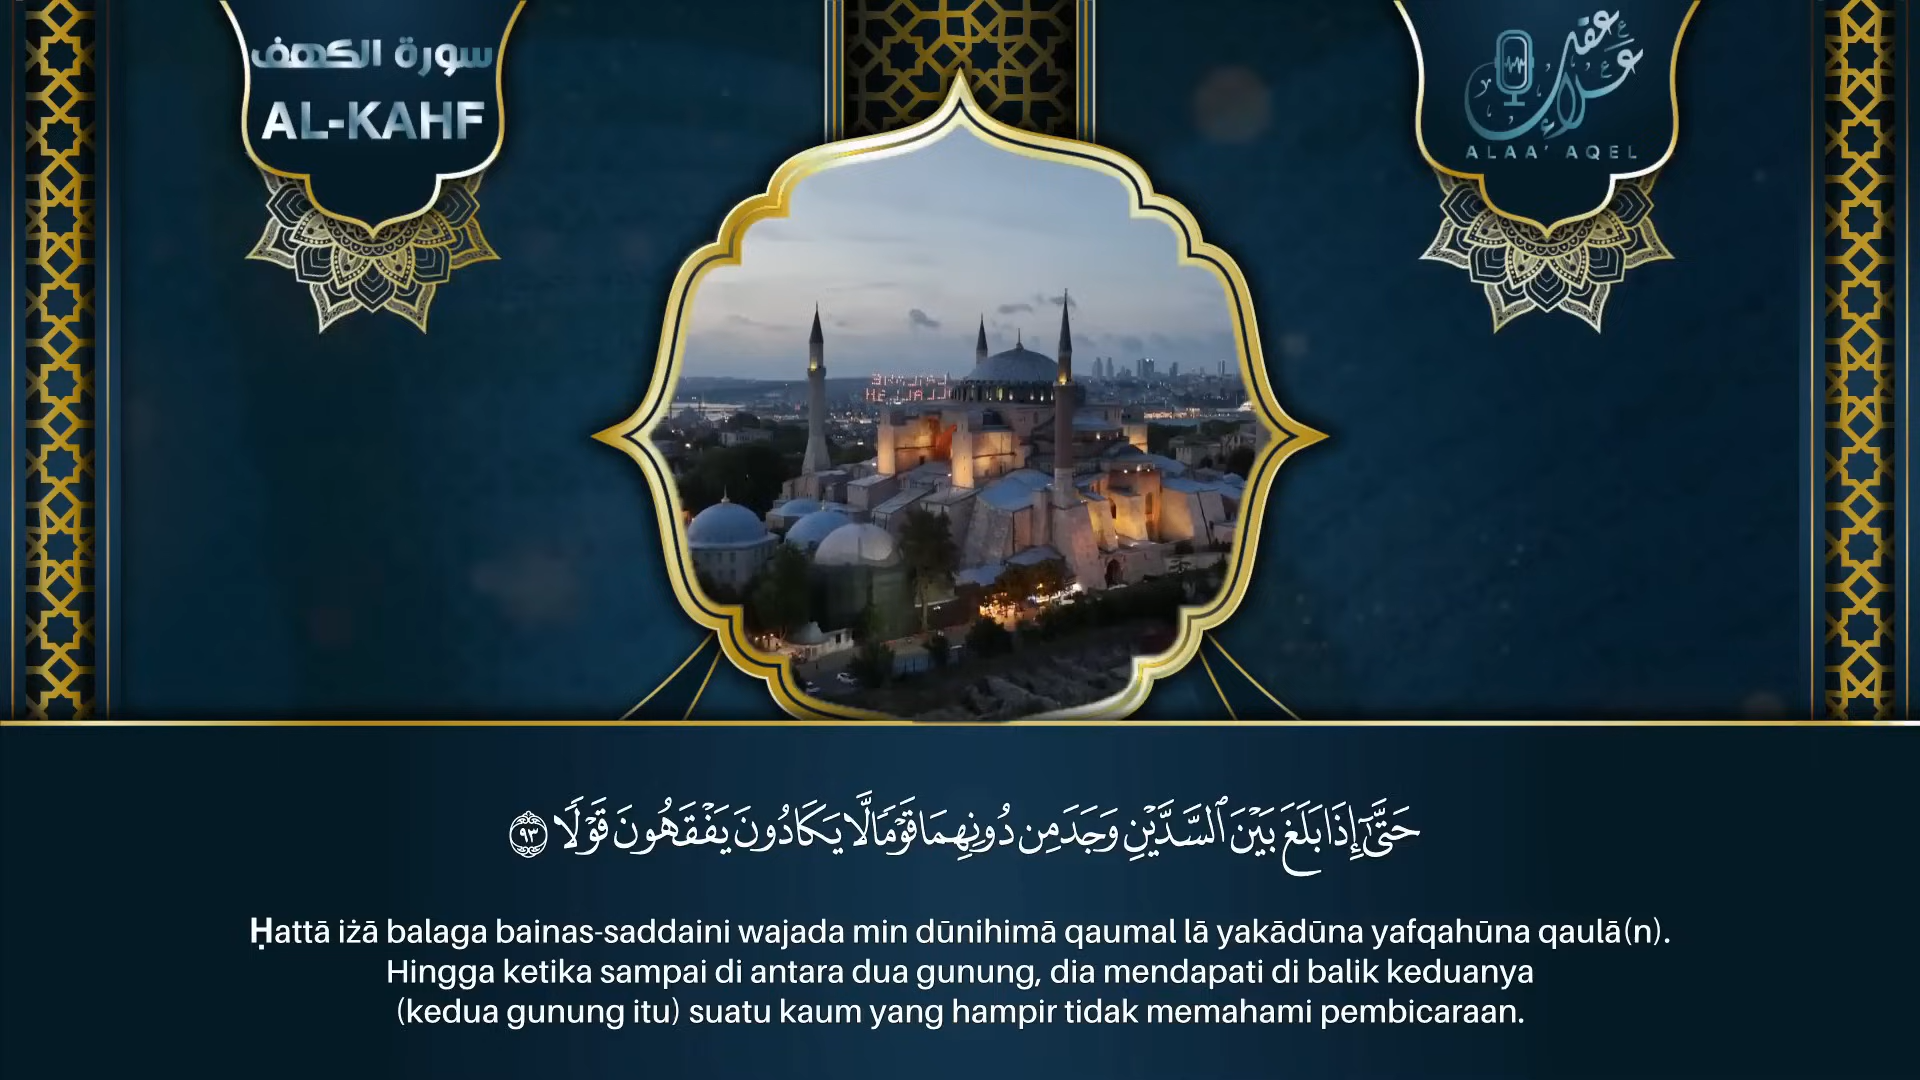 سورة الكهف
AL-KAHF
علاء عقل
ALAA' AQEL
حَتَّىٰٓ إِذَا بَلَغَ بَيْنَ ٱلسَّدَّيْنِ وَجَدَ مِن دُونِهِمَا قَوْمًا لَّا يَكَادُونَ يَفْقَهُونَ قَوْلًا ٩٣
Ḥattā iżā balaga bainas-saddaini wajada min dūnihimā qaumal lā yakādūna yafqahūna qaulā(n).
Hingga ketika sampai di antara dua gunung, dia mendapati di balik keduanya
(kedua gunung itu) suatu kaum yang hampir tidak memahami pembicaraan.